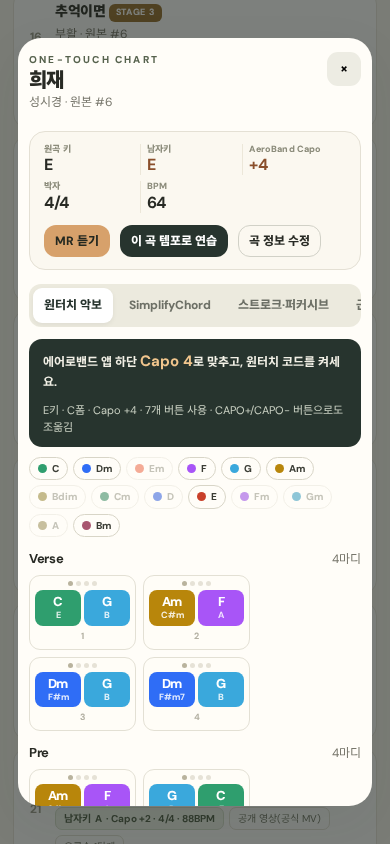 추억이면 STAGE 3
16 부활 · 원본 #6
ONE-TOUCH CHART
희재
×
성시경 · 원본 #6
원곡 키 남자키 AeroBand Capo
E E +4
박자 BPM
4/4 64
MR 듣기 이 곡 템포로 연습 곡 정보 수정
원터치 악보 SimplifyChord 스트로크·퍼커시브
에어로밴드 앱 하단 Capo 4로 맞추고, 원터치 코드를 켜세
요.
E키 · C폼 · Capo +4 · 7개 버튼 사용 · CAPO+/CAPO− 버튼으로도
조옮김
C Dm Em F G Am
Bdim Cm D E Fm Gm
A Bm
Verse 4마디
C G Am F
E B C#m A
1 2
Dm G Dm G
F#m B F#m7 B
3 4
Pre 4마디
Am F G C
21 남자키 A · Capo +2 · 4/4 · 88BPM 공개 영상(공식 MV)